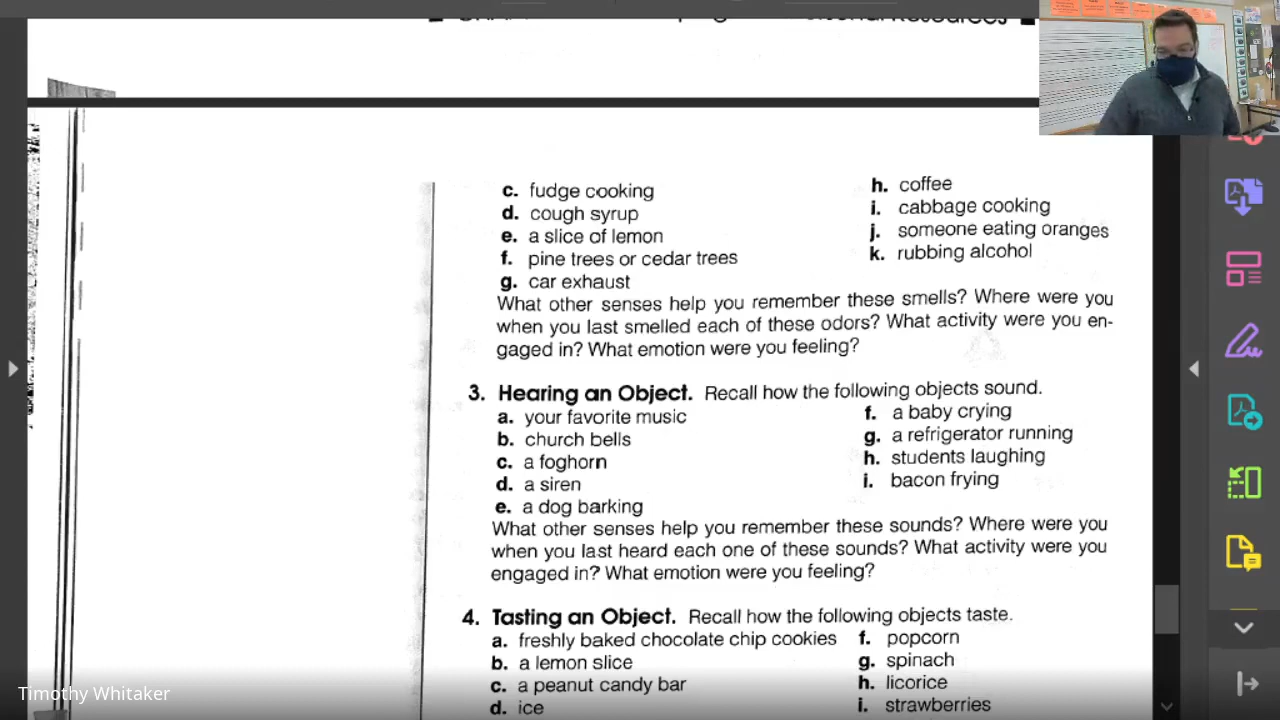 Resources
c. fudge cooking
d. cough syrup
e. a slice of lemon
f. pine trees or cedar trees
g. car exhaust
h. coffee
i. cabbage cooking
j. someone eating oranges
k. rubbing alcohol
What other senses help you remember these smells? Where were you
when you last smelled each of these odors? What activity were you en-
gaged in? What emotion were you feeling?
3. Hearing an Object. Recall how the following objects sound.
a. your favorite music
b. church bells
c. a foghorn
d. a siren
e. a dog barking
f. a baby crying
g. a refrigerator running
h. students laughing
i. bacon frying
What other senses help you remember these sounds? Where were you
when you last heard each one of these sounds? What activity were you
engaged in? What emotion were you feeling?
4. Tasting an Object. Recall how the following objects taste.
a. freshly baked chocolate chip cookies
b. a lemon slice
c. a peanut candy bar
d. ice
f. popcorn
g. spinach
h. licorice
i. strawberries
Timothy Whitaker